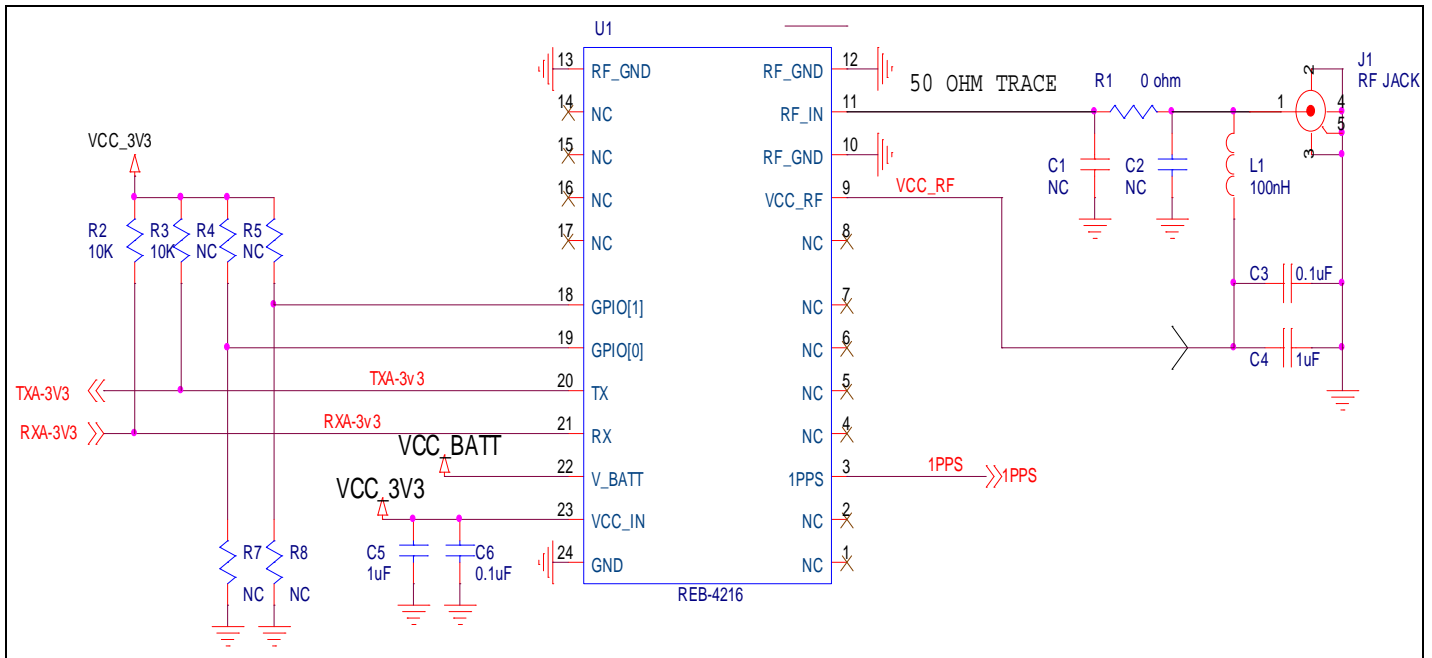 U1
13
RF_GND
14
NC
15
NC
16
NC
17
NC
18
GPIO[1]
19
GPIO[0]
20
TX
21
RX
22
V_BATT
23
VCC_IN
24
GND
12
RF_GND
11
RF_IN
10
RF_GND
9
VCC_RF
8
NC
7
NC
6
NC
5
NC
4
NC
3
1PPS
2
NC
1
NC
REB-4216
VCC_3V3
R2
10K
R3
10K
R4
NC
R5
NC
TXA-3V3
TXA-3v3
RXA-3V3
RXA-3v3
VCC_BATT
VCC_3V3
R7
NC
R8
NC
C5
1uF
C6
0.1uF
50 OHM TRACE
R1
0 ohm
C1
NC
C2
NC
L1
100nH
J1
RF JACK
1
2
3
4
5
VCC_RF
C3
0.1uF
C4
1uF
1PPS
1PPS